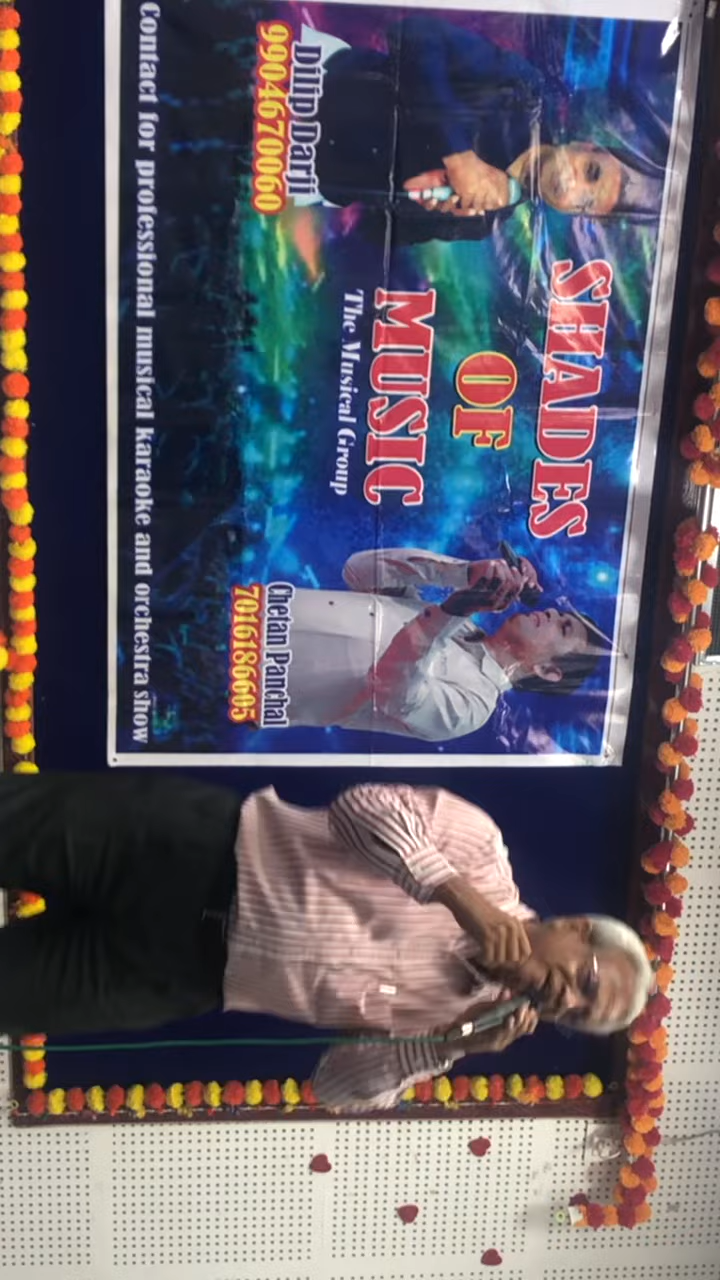 SHADES
OF
MUSIC
The Musical Group
Dilip Darji
9904670060
Chetan Panchal
7016186605
Contact for professional musical karaoke and orchestra show